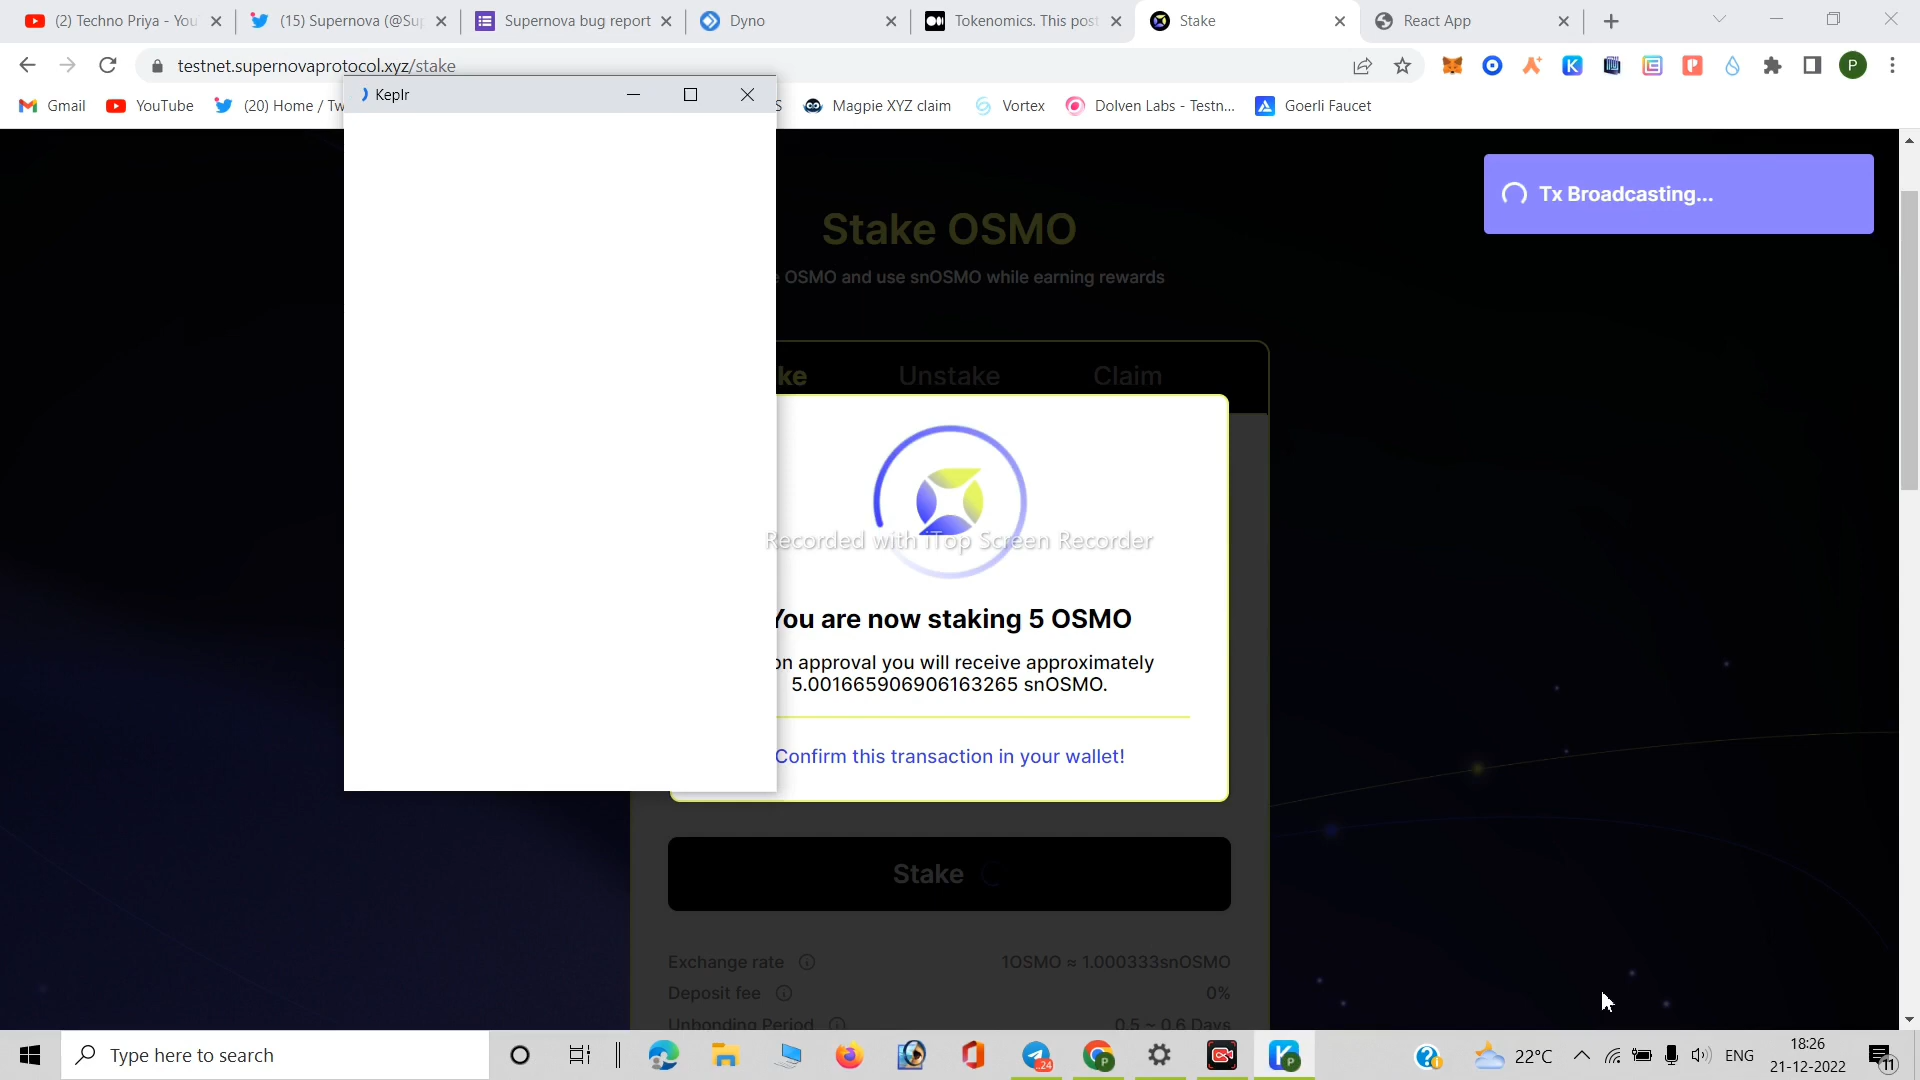 (2) Techno Priya - You
(15) Supernova (@Sup
Supernova bug report
Dyno
Tokenomics. This post
Stake
React App
testnet.supernovaprotocol.xyz/stake
Gmail
YouTube
(20) Home / Tw
S
Magpie XYZ claim
Vortex
Dolven Labs - Testn...
Goerli Faucet
Keplr
Tx Broadcasting...
Stake OSMO
OSMO and use snOSMO while earning rewards
ke
Unstake
Claim
Recorded with iTop Screen Recorder
You are now staking 5 OSMO
on approval you will receive approximately
5.001665906906163265 snOSMO.
Confirm this transaction in your wallet!
Stake
Exchange rate
1OSMO ≈ 1.000333snOSMO
Deposit fee
0%
Unbonding Period
0.5 ~ 0.6 Days
Type here to search
24
22°C
ENG
18:26
21-12-2022
11